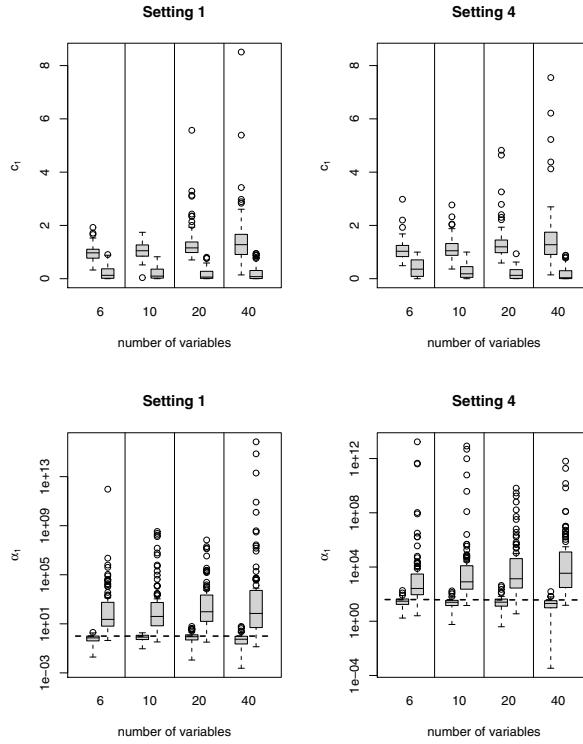 Setting 1
Setting 4
c₁
0
2
4
6
8
6
10
20
40
number of variables
c₁
0
2
4
6
8
6
10
20
40
number of variables
Setting 1
Setting 4
α₁
1e−03
1e+01
1e+05
1e+09
1e+13
6
10
20
40
number of variables
α₁
1e−04
1e+00
1e+04
1e+08
1e+12
6
10
20
40
number of variables